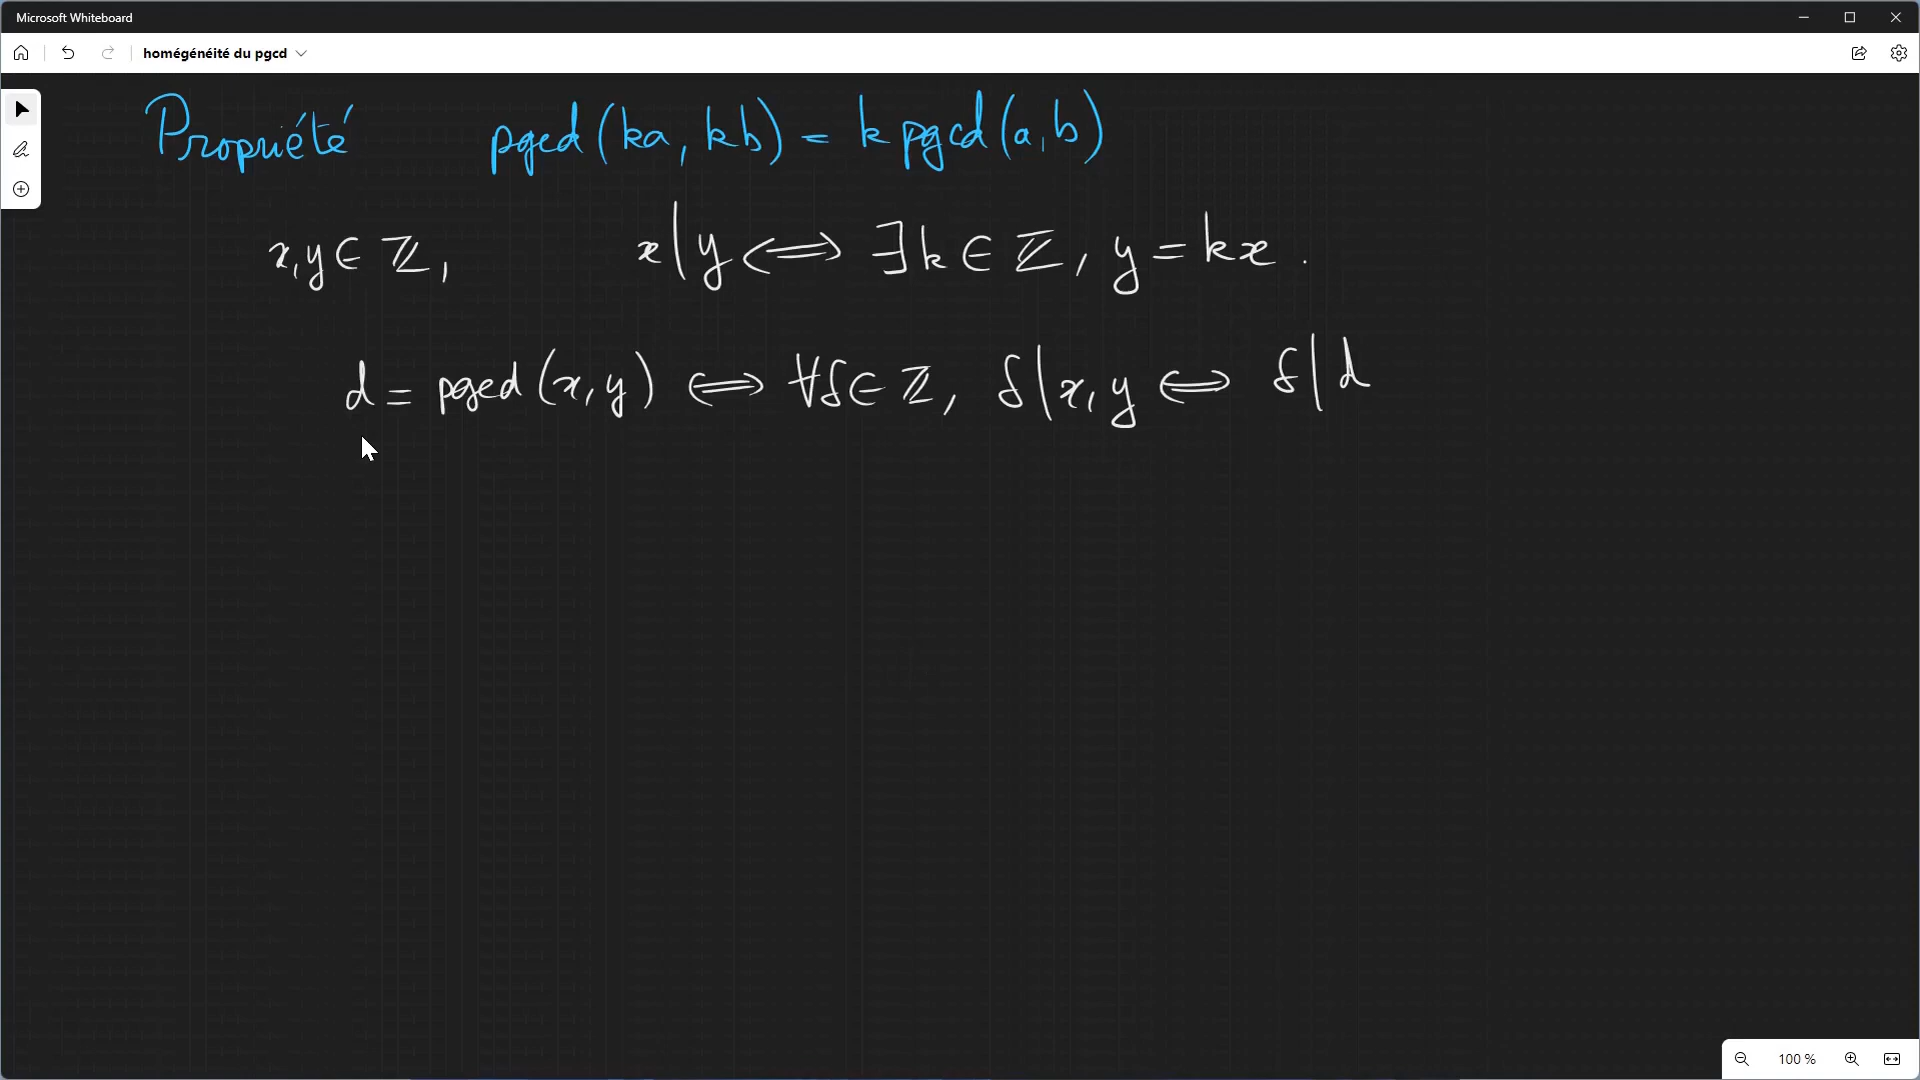 Microsoft Whiteboard
homégénéité du pgcd
Propriété pgcd(ka, kb) = k pgcd(a, b)
x, y ∈ ℤ, x | y ⟺ ∃ k ∈ ℤ, y = kx.
d = pgcd(x, y) ⟺ ∀δ ∈ ℤ, δ | x, y ⟺ δ | d
100 %